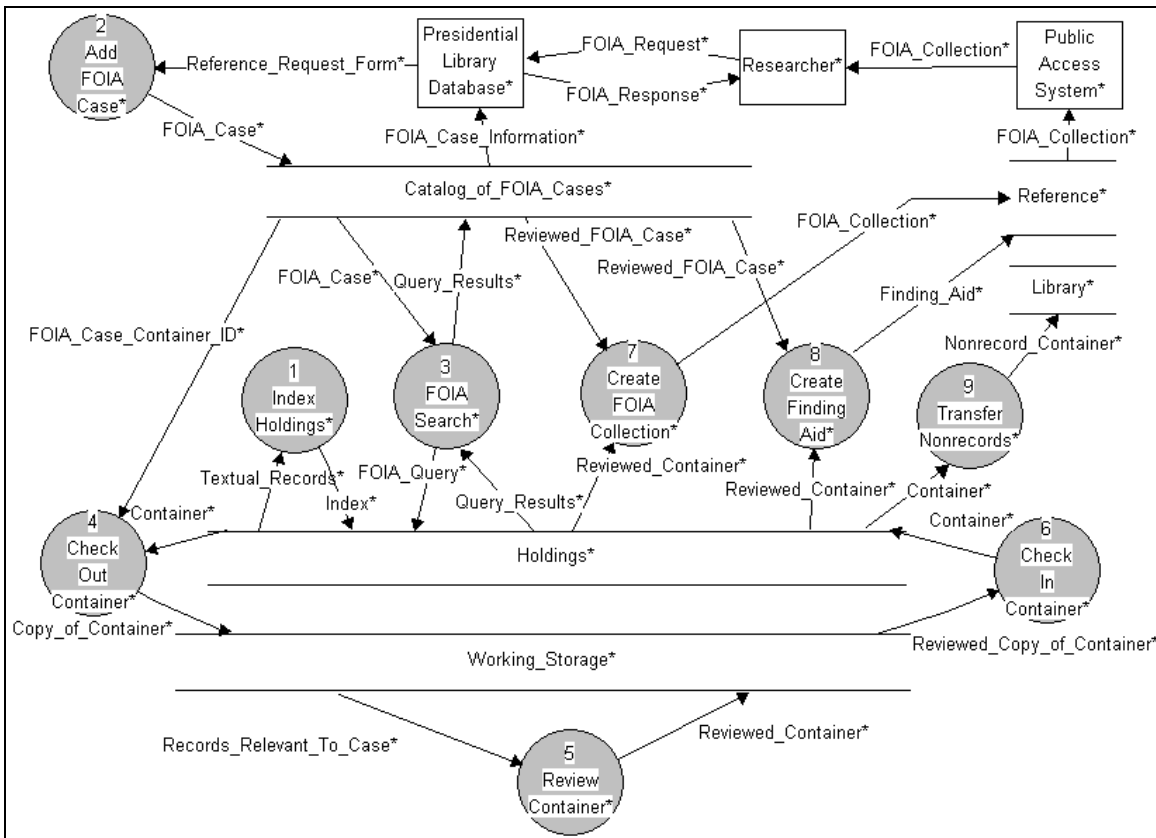 2
Add
FOIA
Case*
Reference_Request_Form*
Presidential
Library
Database*
FOIA_Request*
FOIA_Response*
Researcher*
FOIA_Collection*
Public
Access
System*
FOIA_Case*
FOIA_Case_Information*
FOIA_Collection*
Catalog_of_FOIA_Cases*
Reference*
FOIA_Collection*
Reviewed_FOIA_Case*
Reviewed_FOIA_Case*
FOIA_Case*
Query_Results*
Finding_Aid*
Library*
FOIA_Case_Container_ID*
Nonrecord_Container*
1
Index
Holdings*
3
FOIA
Search*
7
Create
FOIA
Collection*
8
Create
Finding
Aid*
9
Transfer
Nonrecords*
Textual_Records*
Index*
FOIA_Query*
Query_Results*
Reviewed_Container*
Reviewed_Container*
Container*
Container*
Container*
4
Check
Out
Container*
Holdings*
6
Check
In
Container*
Copy_of_Container*
Working_Storage*
Reviewed_Copy_of_Container*
Records_Relevant_To_Case*
Reviewed_Container*
5
Review
Container*